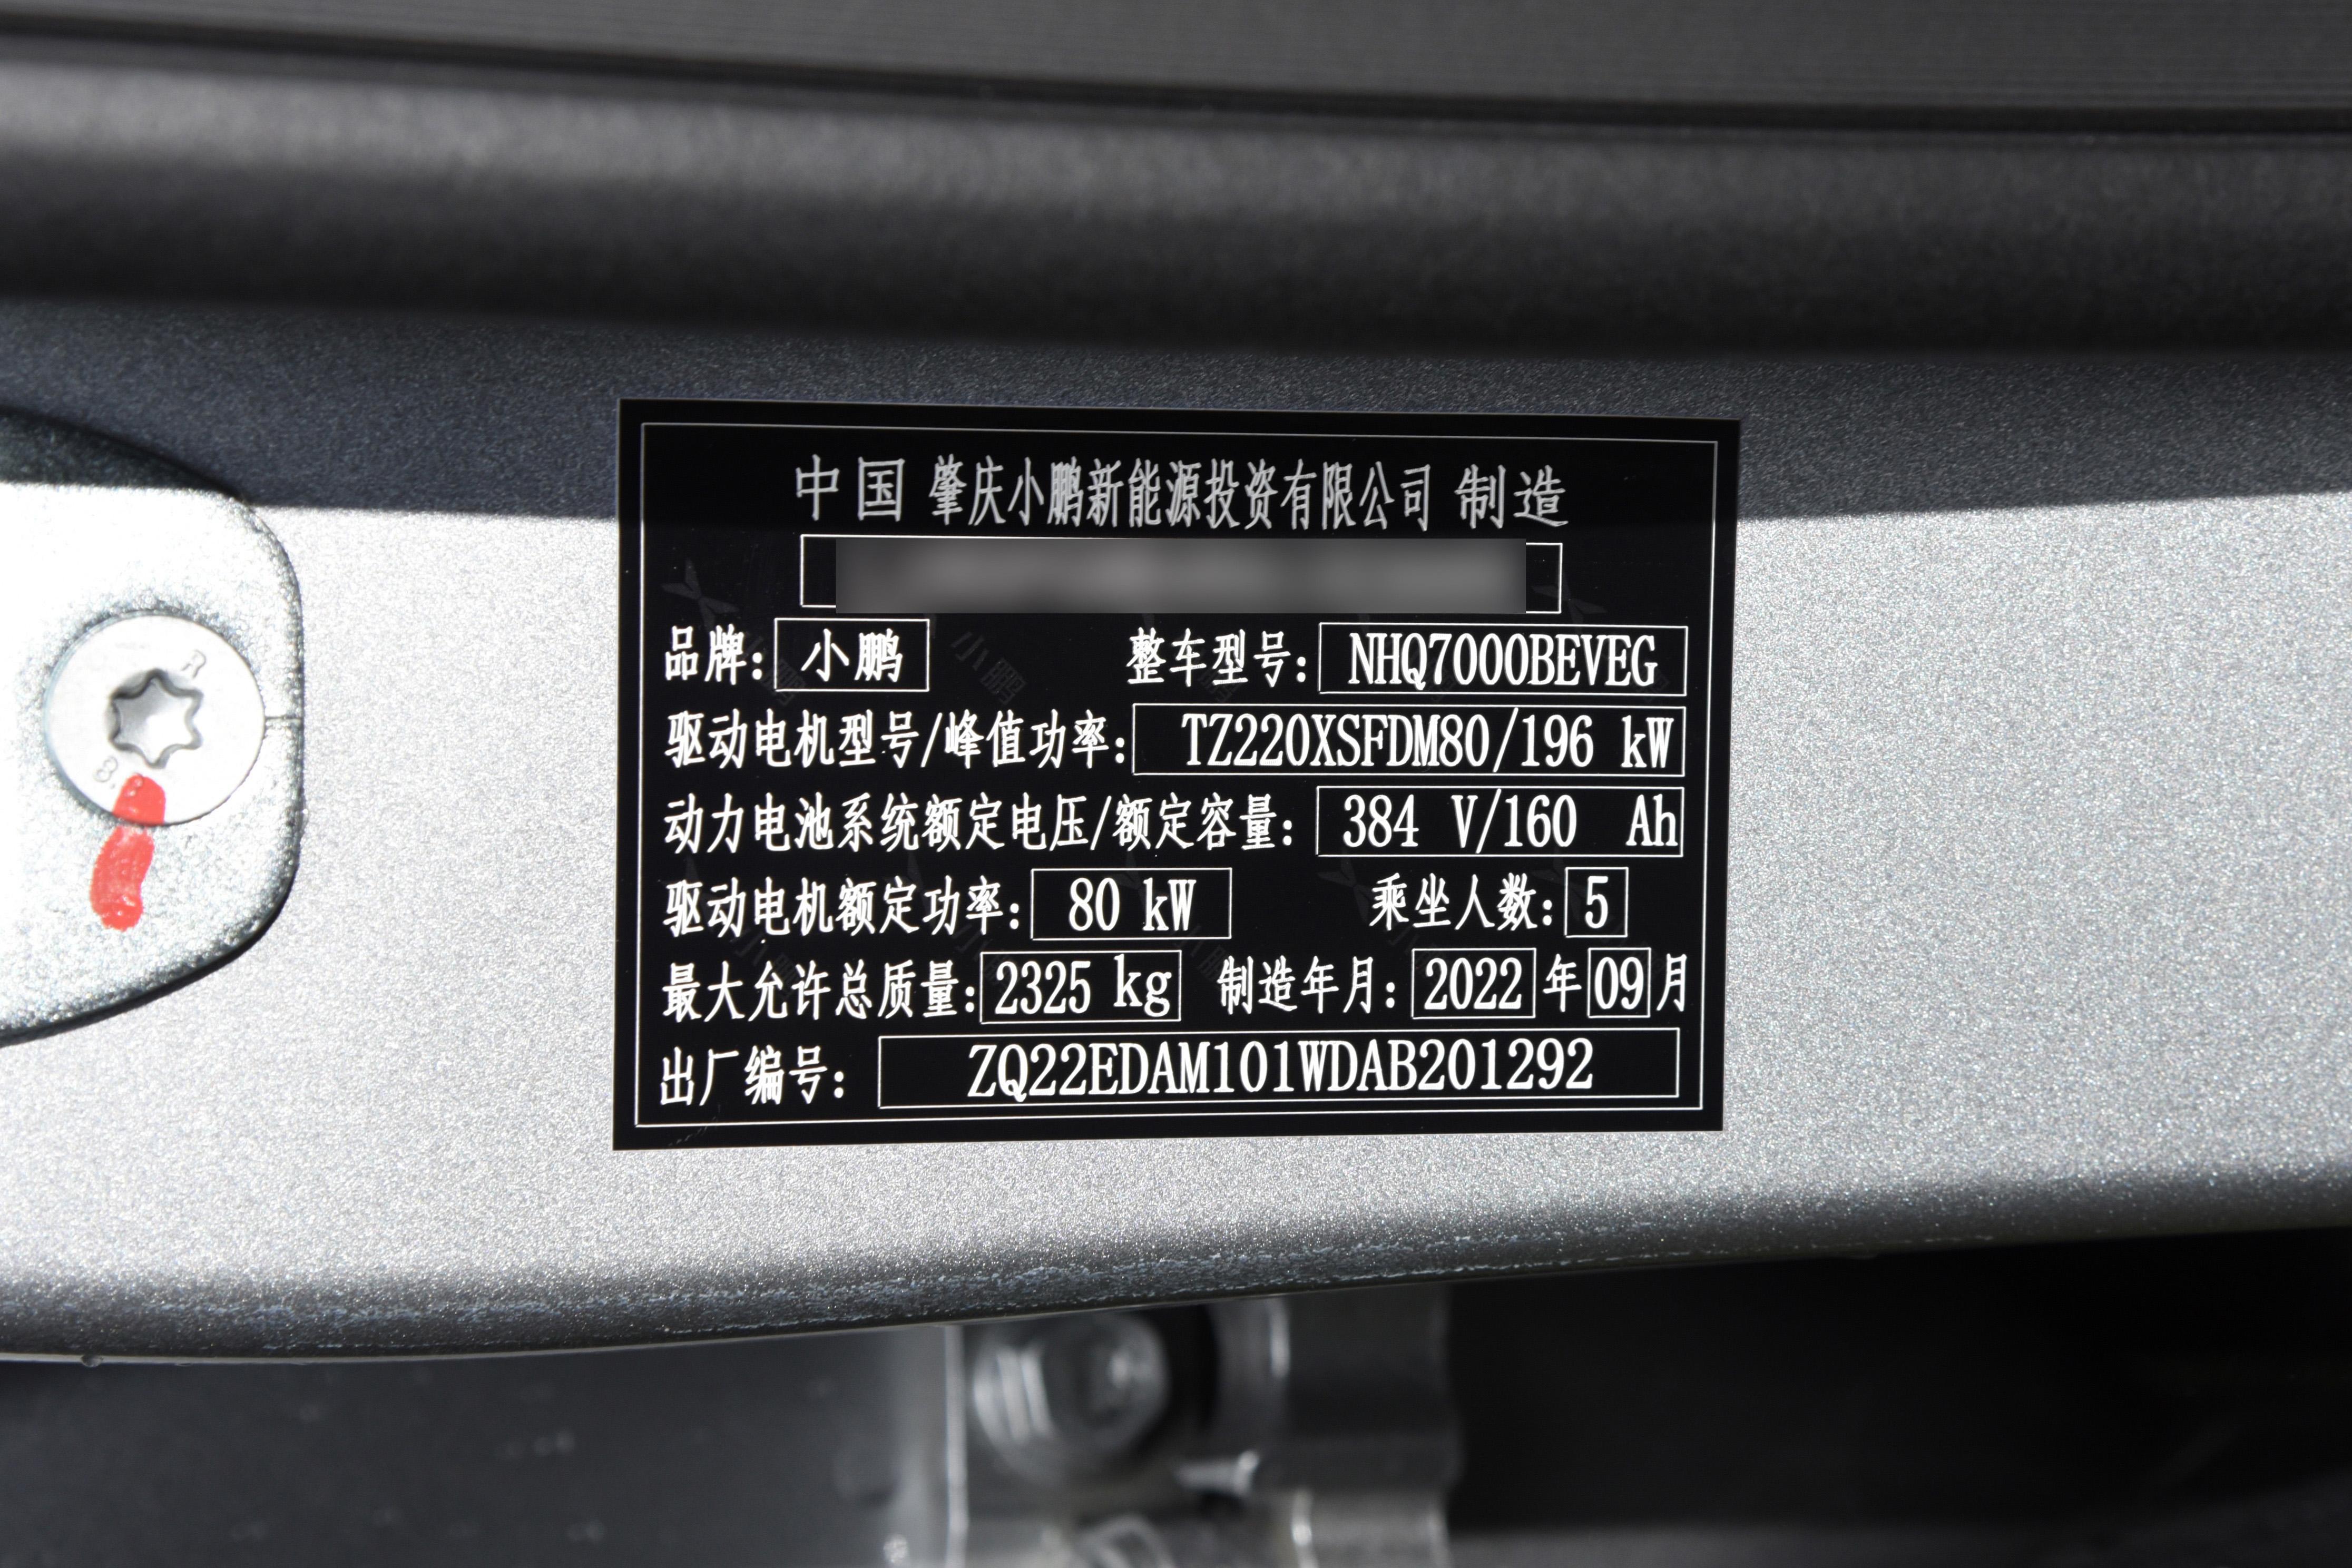 中国 肇庆小鹏新能源投资有限公司 制造
品牌: 小鹏 整车型号: NHQ7000BEVEG
驱动电机型号/峰值功率: TZ220XSFDM80/196 kW
动力电池系统额定电压/额定容量: 384 V/160 Ah
驱动电机额定功率: 80 kW 乘坐人数: 5
最大允许总质量: 2325 kg 制造年月: 2022 年 09 月
出厂编号: ZQ22EDAM101WDAB201292